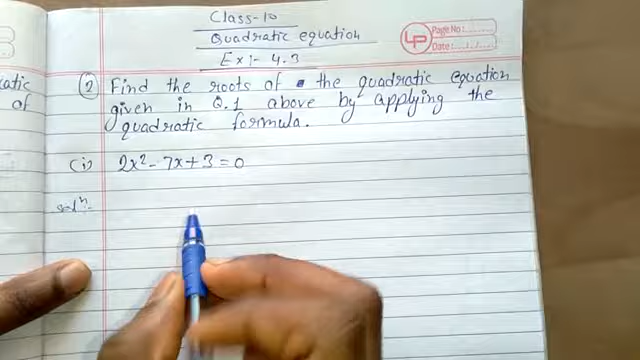 Class-10
Quadratic equation
Ex:- 4.3
LP Page No:
Date:
atic
of
(2) Find the roots of the quadratic equation
given in Q.1 above by applying the
quadratic formula.
(i) 2x² - 7x + 3 = 0
solⁿ:-